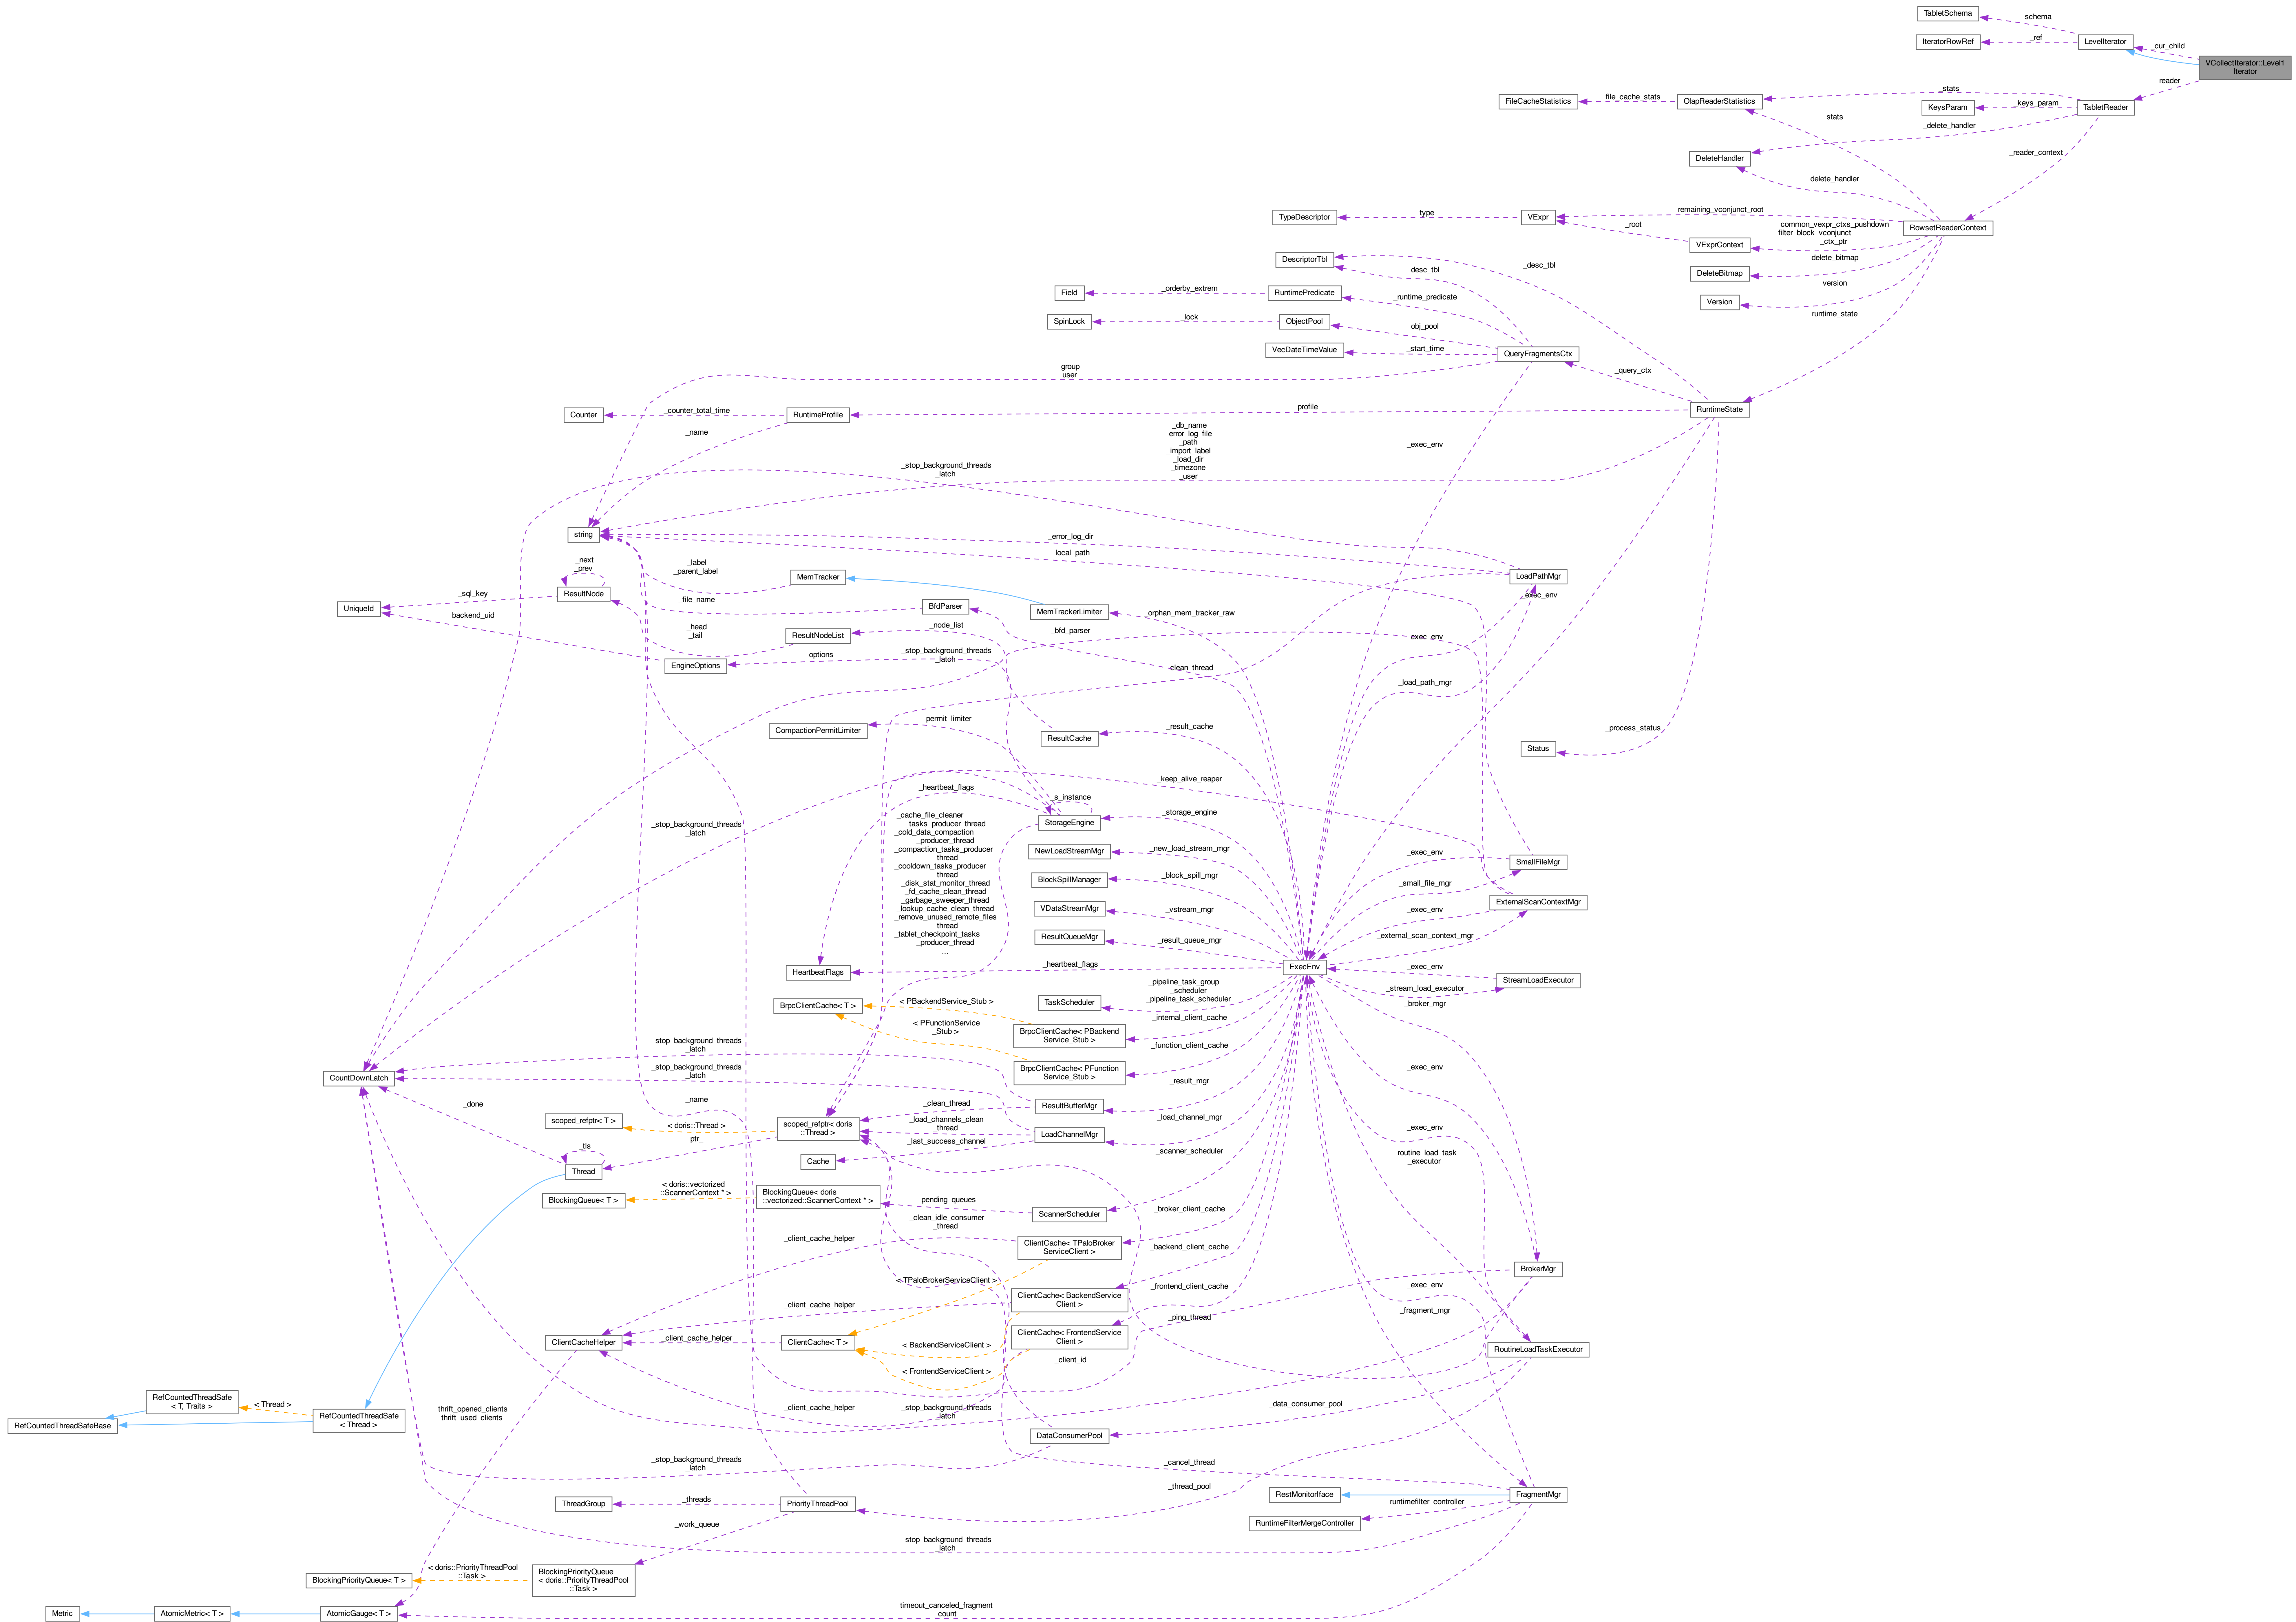 TabletSchema
_schema
IteratorRowRef
_ref
LevelIterator
_cur_child
VCollectIterator::Level1
Iterator
_reader
FileCacheStatistics
file_cache_stats
OlapReaderStatistics
_stats
KeysParam
_keys_param
TabletReader
stats
_delete_handler
DeleteHandler
_reader_context
delete_handler
TypeDescriptor
_type
VExpr
remaining_vconjunct_root
_root
VExprContext
common_vexpr_ctxs_pushdown
filter_block_vconjunct
_ctx_ptr
RowsetReaderContext
DescriptorTbl
desc_tbl
_desc_tbl
DeleteBitmap
delete_bitmap
Field
_orderby_extrem
RuntimePredicate
_runtime_predicate
Version
version
SpinLock
_lock
ObjectPool
obj_pool
runtime_state
VecDateTimeValue
_start_time
QueryFragmentsCtx
group
user
_query_ctx
Counter
_counter_total_time
RuntimeProfile
_profile
RuntimeState
_name
_db_name
_error_log_file
_path
_import_label
_load_dir
_timezone
_user
_exec_env
_stop_background_threads
_latch
string
_error_log_dir
_local_path
_next
_prev
_label
_parent_label
MemTracker
LoadPathMgr
_sql_key
ResultNode
_exec_env
UniqueId
_file_name
BfdParser
MemTrackerLimiter
_orphan_mem_tracker_raw
backend_uid
_head
_tail
ResultNodeList
_node_list
_bfd_parser
_exec_env
EngineOptions
_options
_stop_background_threads
_latch
_clean_thread
_load_path_mgr
CompactionPermitLimiter
_permit_limiter
ResultCache
_result_cache
Status
_process_status
_keep_alive_reaper
_heartbeat_flags
_s_instance
StorageEngine
_storage_engine
_stop_background_threads
_latch
_cache_file_cleaner
_tasks_producer_thread
_cold_data_compaction
_producer_thread
_compaction_tasks_producer
_thread
_cooldown_tasks_producer
_thread
_disk_stat_monitor_thread
_fd_cache_clean_thread
_garbage_sweeper_thread
_lookup_cache_clean_thread
_remove_unused_remote_files
_thread
_tablet_checkpoint_tasks
_producer_thread
...
NewLoadStreamMgr
_new_load_stream_mgr
_exec_env
SmallFileMgr
BlockSpillManager
_block_spill_mgr
_small_file_mgr
ExternalScanContextMgr
VDataStreamMgr
_vstream_mgr
_exec_env
ResultQueueMgr
_result_queue_mgr
_external_scan_context_mgr
HeartbeatFlags
_heartbeat_flags
ExecEnv
_exec_env
StreamLoadExecutor
_stream_load_executor
BrpcClientCache< T >
< PBackendService_Stub >
TaskScheduler
_pipeline_task_group
_scheduler
_pipeline_task_scheduler
_broker_mgr
< PFunctionService
_Stub >
BrpcClientCache< PBackend
Service_Stub >
_internal_client_cache
_stop_background_threads
_latch
BrpcClientCache< PFunction
Service_Stub >
_function_client_cache
_exec_env
CountDownLatch
_stop_background_threads
_latch
_result_mgr
_name
_clean_thread
ResultBufferMgr
_done
scoped_refptr< T >
< doris::Thread >
scoped_refptr< doris
::Thread >
_load_channels_clean
_thread
LoadChannelMgr
_load_channel_mgr
_exec_env
ptr_
_last_success_channel
_tls
Thread
Cache
_scanner_scheduler
_routine_load_task
_executor
< doris::vectorized
::ScannerContext * >
BlockingQueue< T >
BlockingQueue< doris
::vectorized::ScannerContext * >
_pending_queues
ScannerScheduler
_clean_idle_consumer
_thread
_broker_client_cache
_client_cache_helper
ClientCache< TPaloBroker
ServiceClient >
_backend_client_cache
BrokerMgr
< TPaloBrokerServiceClient >
_frontend_client_cache
_exec_env
_client_cache_helper
ClientCache< BackendService
Client >
_ping_thread
_fragment_mgr
ClientCacheHelper
_client_cache_helper
ClientCache< T >
< BackendServiceClient >
ClientCache< FrontendService
Client >
RoutineLoadTaskExecutor
_client_id
< FrontendServiceClient >
RefCountedThreadSafe
< T, Traits >
< Thread >
RefCountedThreadSafeBase
RefCountedThreadSafe
< Thread >
thrift_opened_clients
thrift_used_clients
_client_cache_helper
_stop_background_threads
_latch
_data_consumer_pool
DataConsumerPool
_stop_background_threads
_latch
_cancel_thread
_thread_pool
ThreadGroup
_threads
PriorityThreadPool
RestMonitorIface
FragmentMgr
_runtimefilter_controller
RuntimeFilterMergeController
_work_queue
_stop_background_threads
_latch
BlockingPriorityQueue< T >
< doris::PriorityThreadPool
::Task >
BlockingPriorityQueue
< doris::PriorityThreadPool
::Task >
Metric
AtomicMetric< T >
AtomicGauge< T >
timeout_canceled_fragment
_count